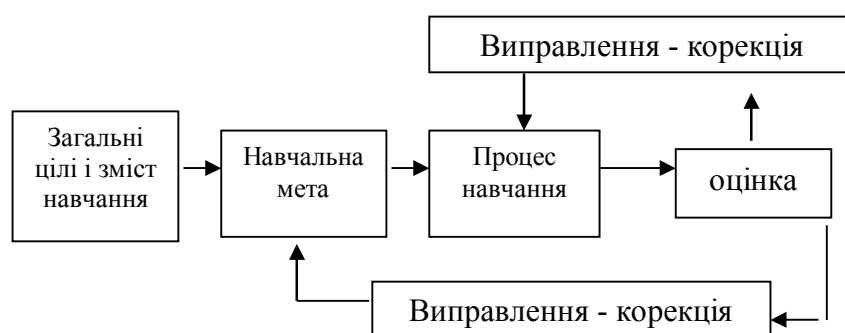 Виправлення - корекція
Загальні
цілі і зміст
навчання
Навчальна
мета
Процес
навчання
оцінка
Виправлення - корекція